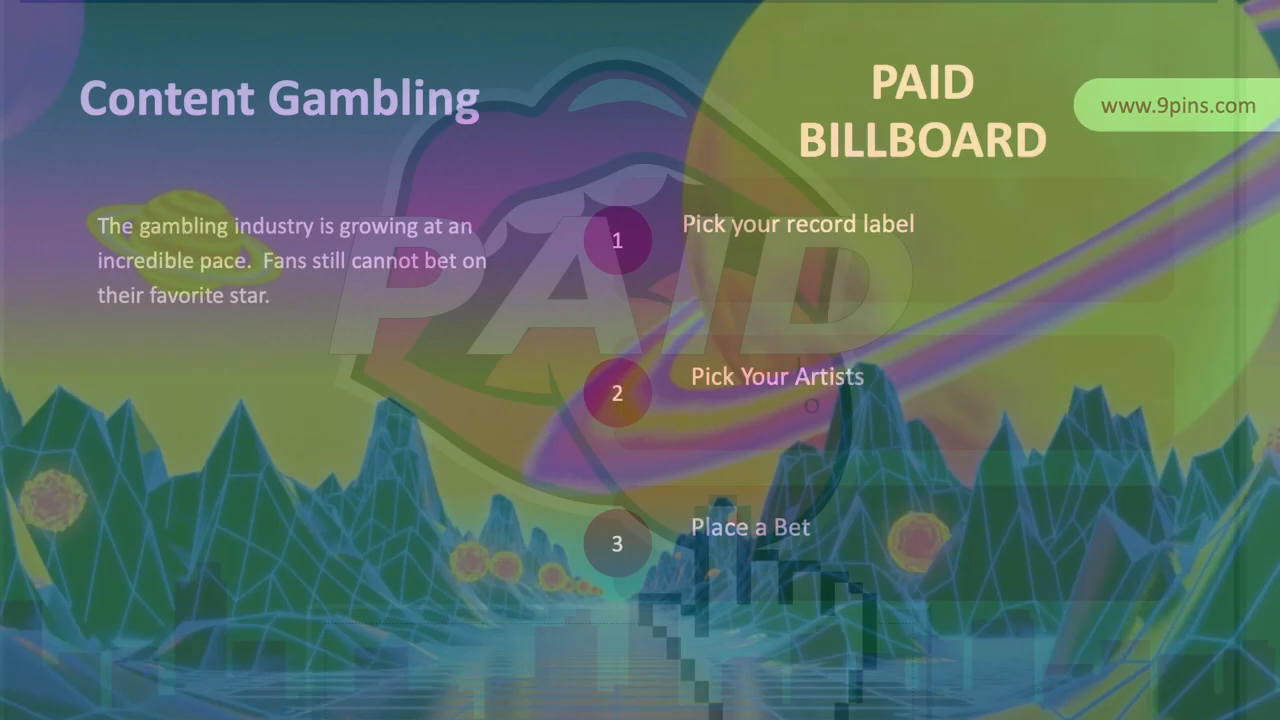 Content Gambling
PAID
BILLBOARD
www.9pins.com
The gambling industry is growing at an
incredible pace.  Fans still cannot bet on
their favorite star.
PAID
1
Pick your record label
2
Pick Your Artists
3
Place a Bet